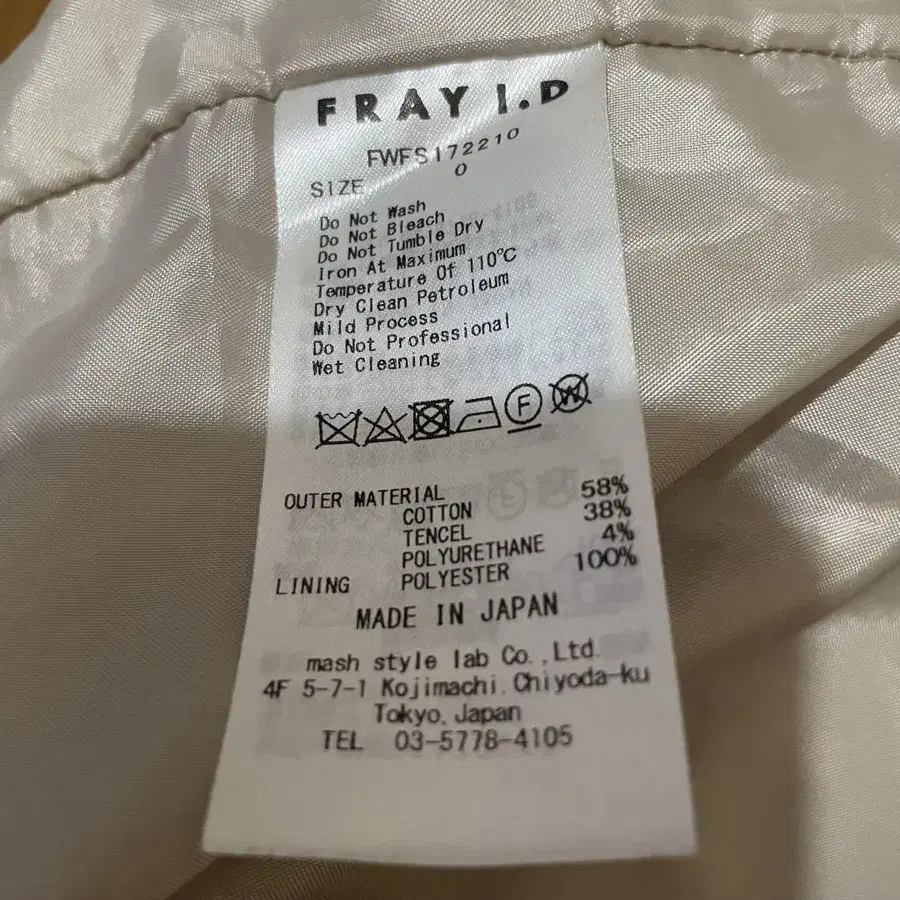 FRAY I.D
FWFS172210
SIZE 0
Do Not Wash
Do Not Bleach
Do Not Tumble Dry
Iron At Maximum
Temperature Of 110℃
Dry Clean Petroleum
Mild Process
Do Not Professional
Wet Cleaning
F W
OUTER MATERIAL
COTTON 58%
TENCEL 38%
POLYURETHANE 4%
LINING POLYESTER 100%
MADE IN JAPAN
mash style lab Co.,Ltd.
4F 5-7-1 Kojimachi, Chiyoda-ku
Tokyo, Japan
TEL 03-5778-4105